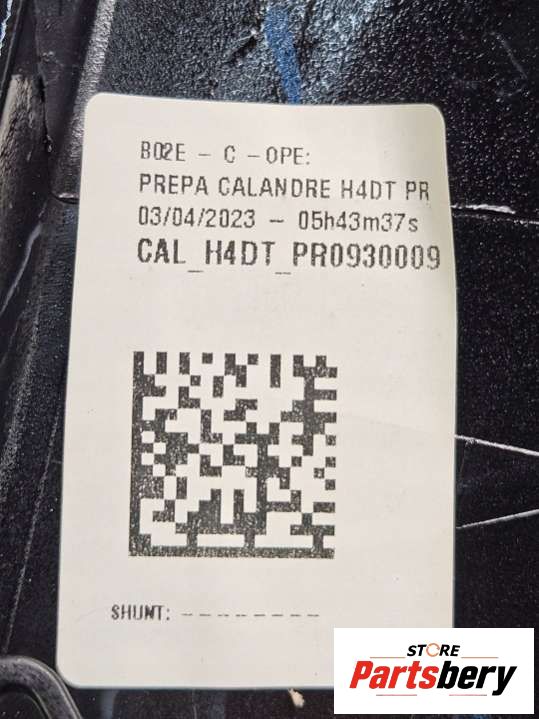 B02E - C - OPE:
PREPA CALANDRE H4DT PR
03/04/2023 - 05h43m37s
CAL_H4DT_PR0930009
SHUNT: --------
STORE
Partsbery